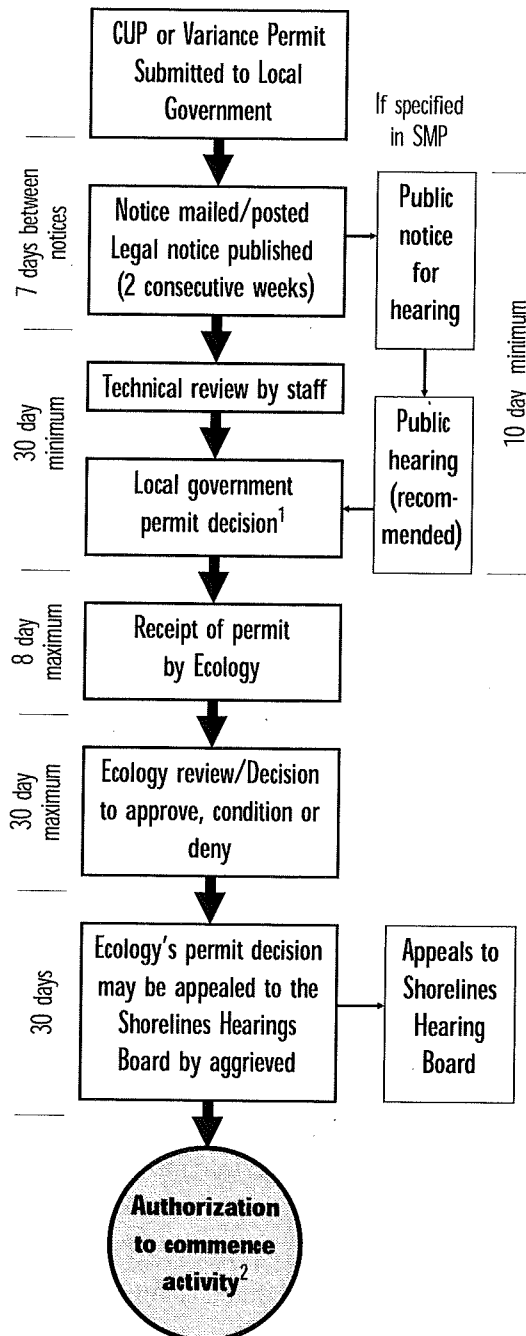 CUP or Variance Permit
Submitted to Local
Government
If specified
in SMP
7 days between
notices
Notice mailed/posted
Legal notice published
(2 consecutive weeks)
Public
notice
for
hearing
10 day minimum
30 day
minimum
Technical review by staff
Local government
permit decision1
Public
hearing
(recom-
mended)
8 day
maximum
Receipt of permit
by Ecology
30 day
maximum
Ecology review/Decision
to approve, condition or
deny
30 days
Ecology's permit decision
may be appealed to the
Shorelines Hearings
Board by aggrieved
Appeals to
Shorelines
Hearing
Board
Authorization
to commence
activity2